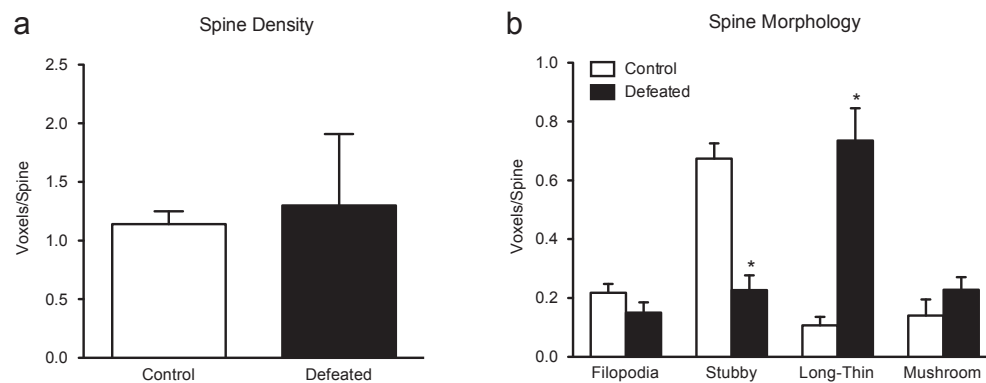 a
Spine Density
Voxels/Spine
2.5
2.0
1.5
1.0
0.5
0.0
Control
Defeated
b
Spine Morphology
Voxels/Spine
1.0
0.8
0.6
0.4
0.2
0.0
Control
Defeated
*
*
Filopodia
Stubby
Long-Thin
Mushroom